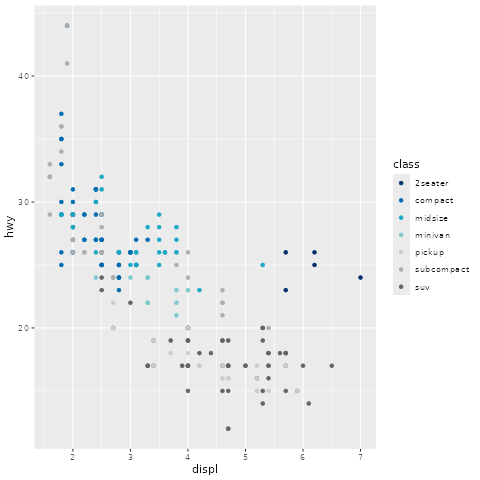 40
30
20
hwy
2
3
4
5
6
7
displ
class
2seater
compact
midsize
minivan
pickup
subcompact
suv